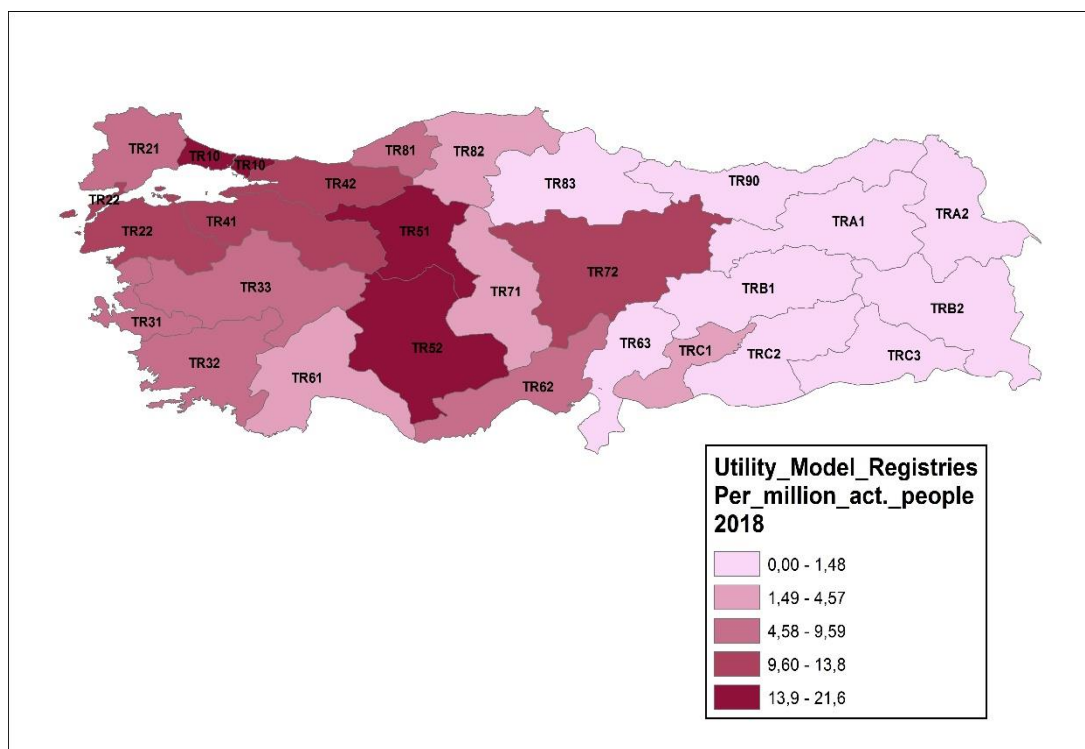 TR21
TR10
TR10
TR81
TR82
TR42
TR83
TR90
TRA2
TR22
TR22
TR41
TR51
TRA1
TR72
TR33
TR71
TRB1
TRB2
TR31
TR52
TR63
TRC1
TRC2
TRC3
TR32
TR61
TR62
Utility_Model_Registries
Per_million_act._people
2018
0,00 - 1,48
1,49 - 4,57
4,58 - 9,59
9,60 - 13,8
13,9 - 21,6